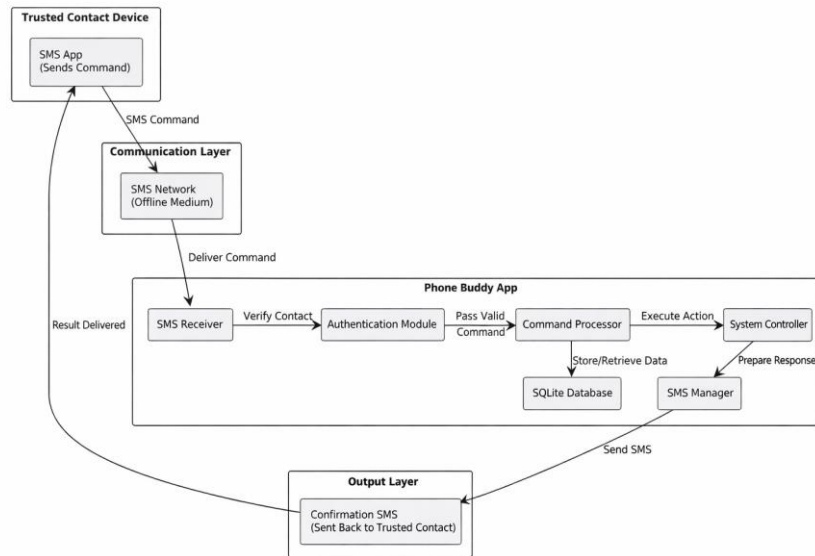 Trusted Contact Device
SMS App
(Sends Command)
SMS Command
Communication Layer
SMS Network
(Offline Medium)
Deliver Command
Phone Buddy App
SMS Receiver
Verify Contact
Authentication Module
Pass Valid
Command
Command Processor
Execute Action
System Controller
Result Delivered
Store/Retrieve Data
Prepare Response
SQLite Database
SMS Manager
Send SMS
Output Layer
Confirmation SMS
(Sent Back to Trusted Contact)